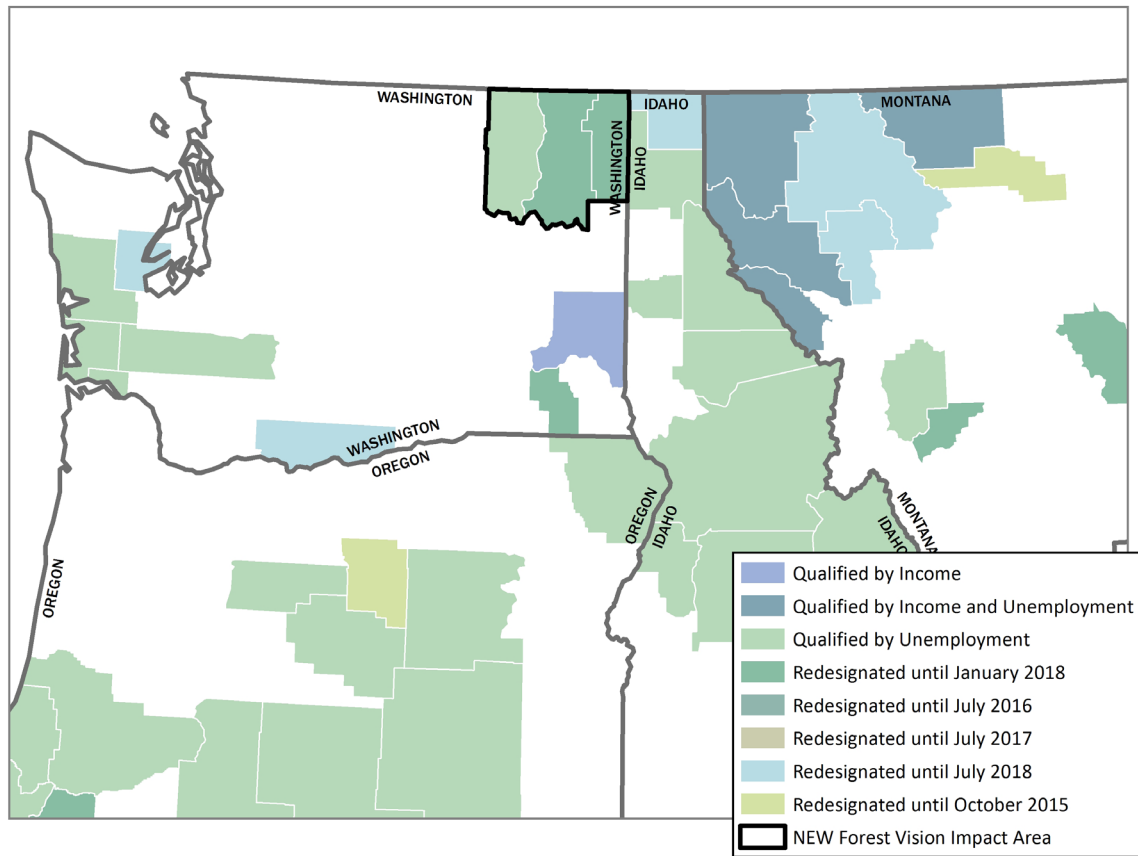 WASHINGTON
IDAHO
MONTANA
WASHINGTON
IDAHO
WASHINGTON
OREGON
OREGON
IDAHO
MONTANA
IDAHO
OREGON
Qualified by Income
Qualified by Income and Unemployment
Qualified by Unemployment
Redesignated until January 2018
Redesignated until July 2016
Redesignated until July 2017
Redesignated until July 2018
Redesignated until October 2015
NEW Forest Vision Impact Area